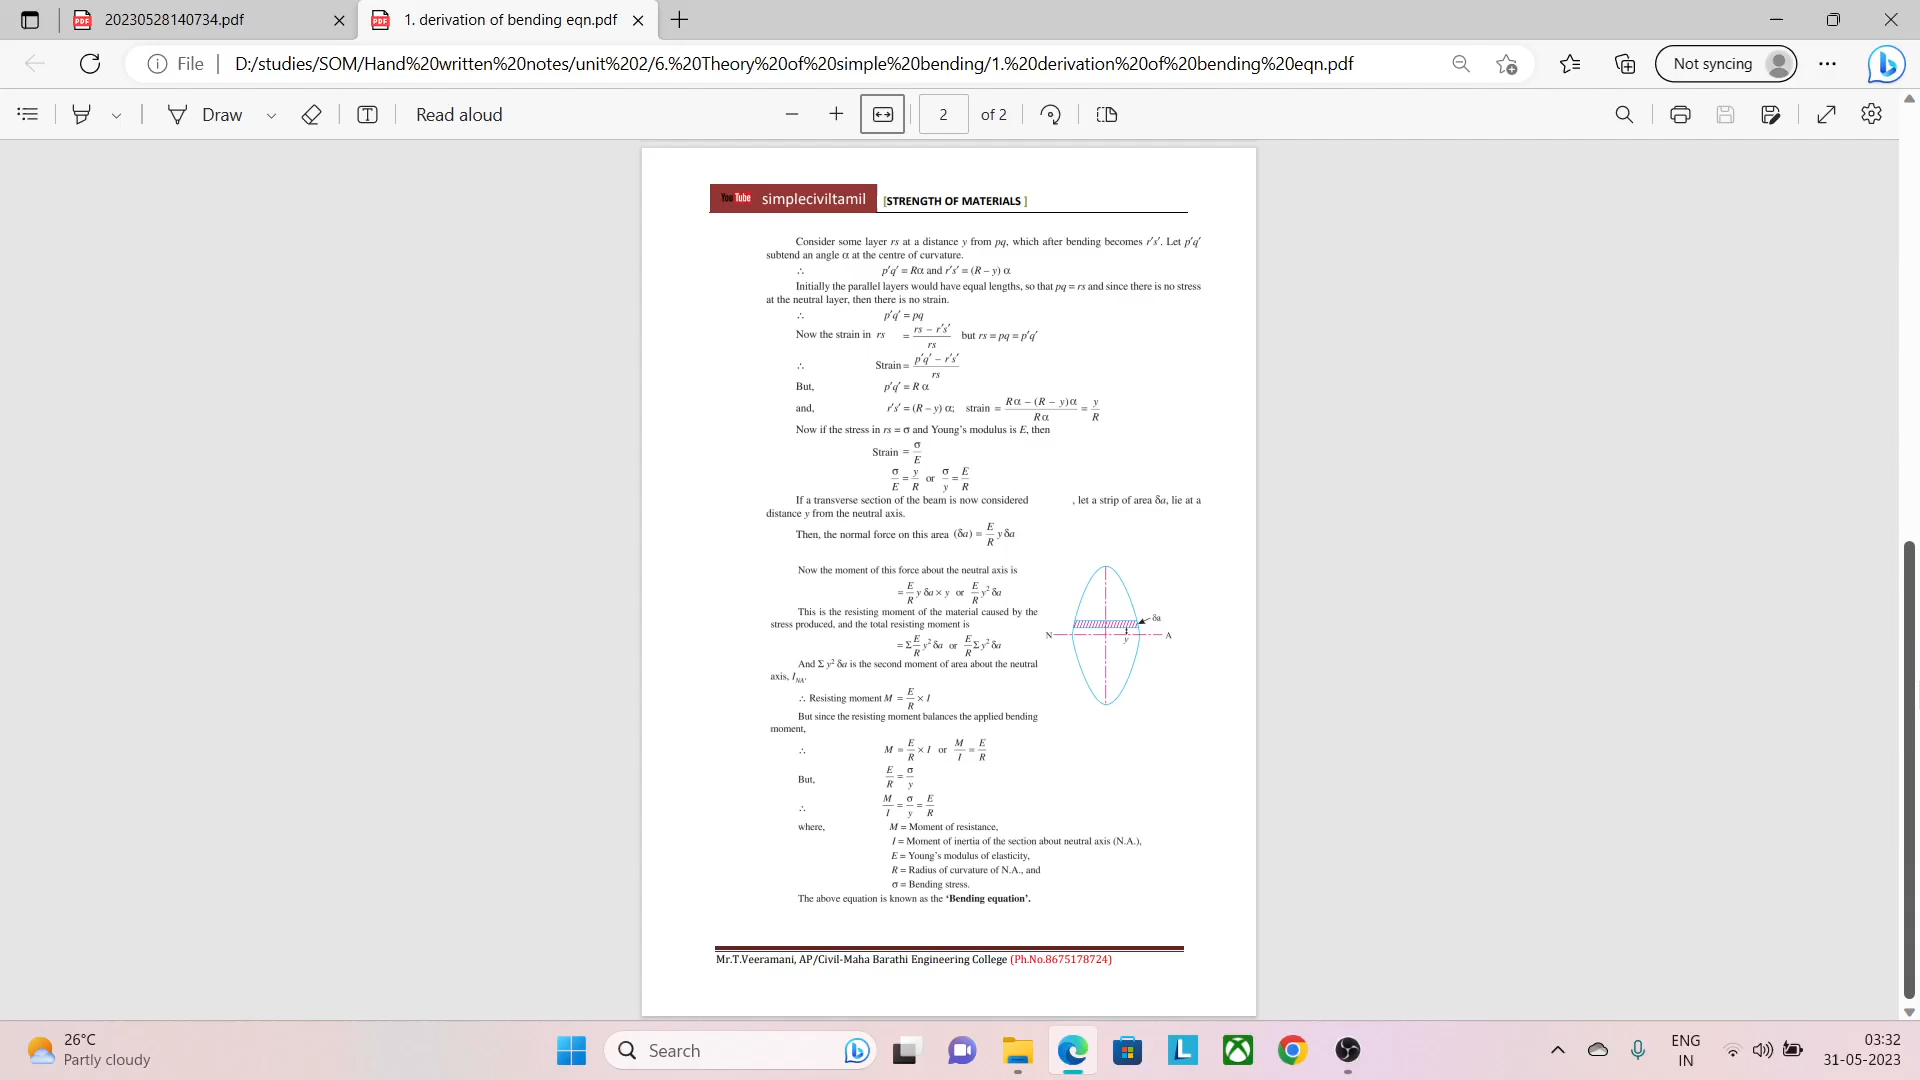 20230528140734.pdf
1. derivation of bending eqn.pdf
File
D:/studies/SOM/Hand%20written%20notes/unit%202/6.%20Theory%20of%20simple%20bending/1.%20derivation%20of%20bending%20eqn.pdf
Not syncing
Draw
Read aloud
2 of 2
YouTube simpleciviltamil [STRENGTH OF MATERIALS ]
Consider some layer rs at a distance y from pq, which after bending becomes r′s′. Let p′q′
subtend an angle α at the centre of curvature.
∴ p′q′ = Rα and r′s′ = (R – y) α
Initially the parallel layers would have equal lengths, so that pq = rs and since there is no stress
at the neutral layer, then there is no strain.
∴ p′q′ = pq
Now the strain in rs = (rs – r′s′)/rs but rs = pq = p′q′
∴ Strain = (p′q′ – r′s′)/rs
But, p′q′ = R α
and, r′s′ = (R – y) α; strain = (Rα – (R – y)α)/(Rα) = y/R
Now if the stress in rs = σ and Young's modulus is E, then
Strain = σ/E
σ/E = y/R or σ/y = E/R
If a transverse section of the beam is now considered , let a strip of area δa, lie at a
distance y from the neutral axis.
Then, the normal force on this area (δa) = E/R y δa
Now the moment of this force about the neutral axis is
= E/R y δa × y or E/R y² δa
This is the resisting moment of the material caused by the
stress produced, and the total resisting moment is
= Σ E/R y² δa or E/R Σ y² δa
And Σ y² δa is the second moment of area about the neutral
axis, I_NA.
∴ Resisting moment M = E/R × I
But since the resisting moment balances the applied bending
moment,
∴ M = E/R × I or M/I = E/R
But, E/R = σ/y
∴ M/I = σ/y = E/R
where, M = Moment of resistance,
I = Moment of inertia of the section about neutral axis (N.A.),
E = Young's modulus of elasticity,
R = Radius of curvature of N.A., and
σ = Bending stress.
The above equation is known as the ‘Bending equation’.
δa
N
A
y
Mr.T.Veeramani, AP/Civil-Maha Barathi Engineering College (Ph.No.8675178724)
26°C
Partly cloudy
Search
ENG
IN
03:32
31-05-2023